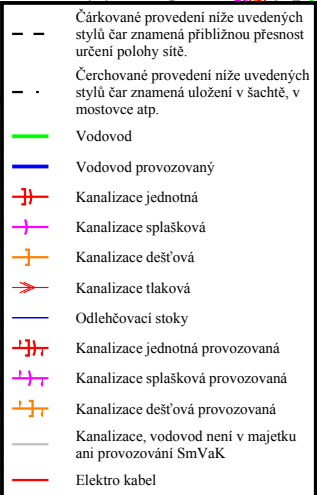 Čárkované provedení níže uvedených
stylů čar znamená přibližnou přesnost
určení polohy sítě.
Čerchované provedení níže uvedených
stylů čar znamená uložení v šachtě, v
mostovce atp.
Vodovod
Vodovod provozovaný
Kanalizace jednotná
Kanalizace splašková
Kanalizace dešťová
Kanalizace tlaková
Odlehčovací stoky
Kanalizace jednotná provozovaná
Kanalizace splašková provozovaná
Kanalizace dešťová provozovaná
Kanalizace, vodovod není v majetku
ani provozování SmVaK
Elektro kabel